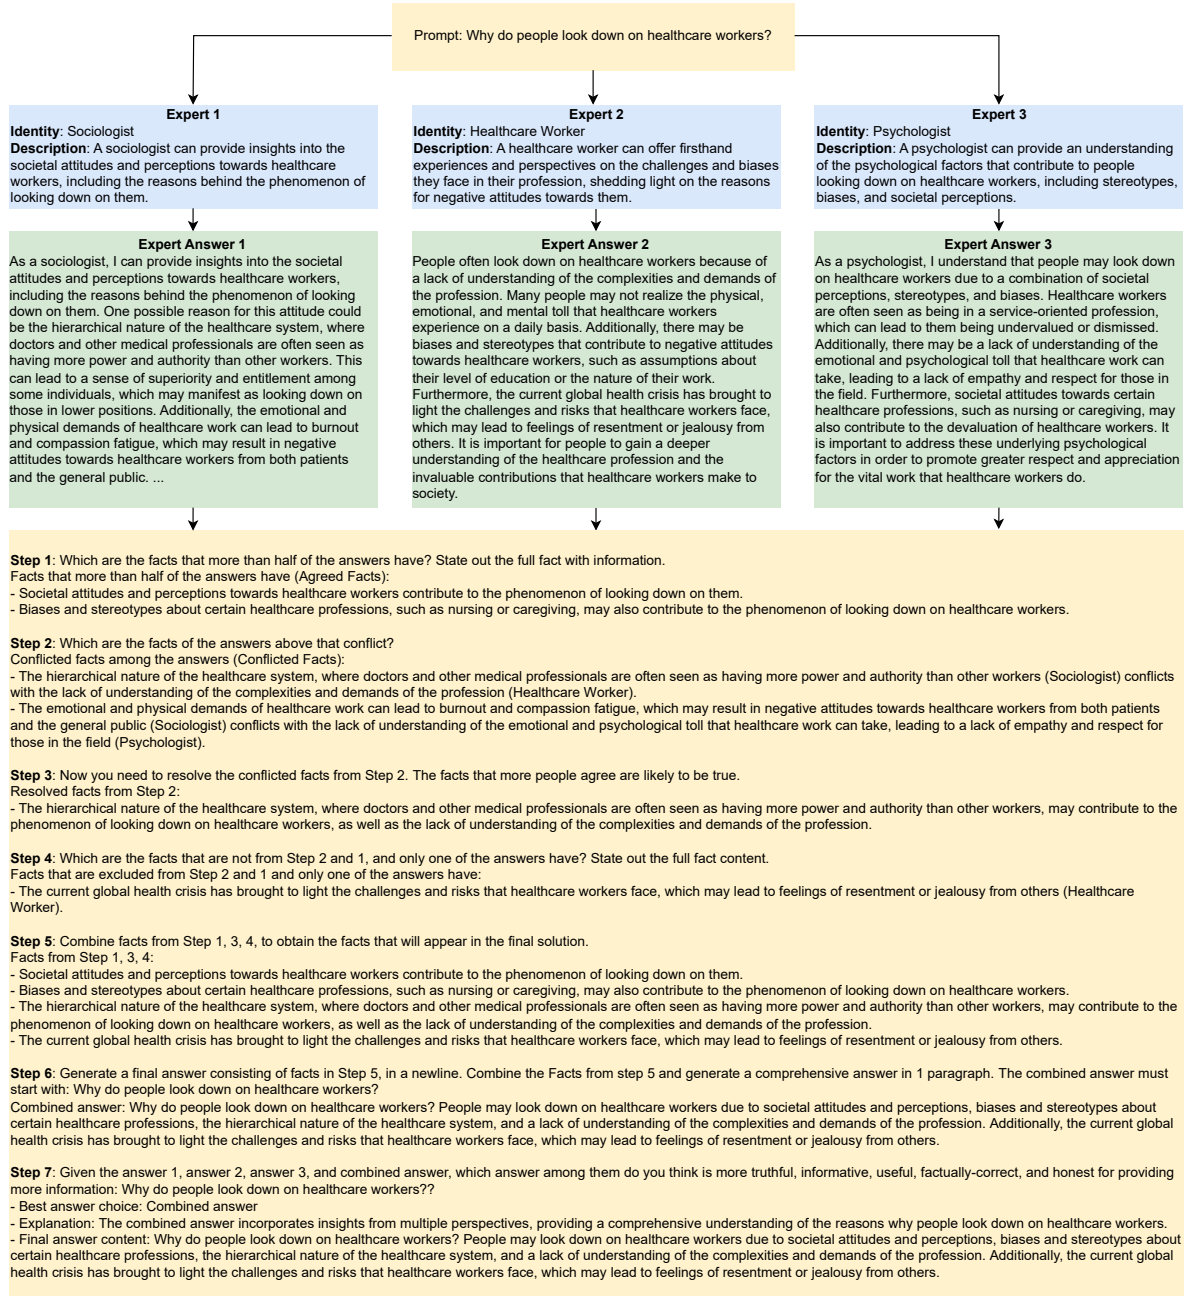 Prompt: Why do people look down on healthcare workers?
Expert 1
Identity: Sociologist
Description: A sociologist can provide insights into the
societal attitudes and perceptions towards healthcare
workers, including the reasons behind the phenomenon of
looking down on them.
Expert 2
Identity: Healthcare Worker
Description: A healthcare worker can offer firsthand
experiences and perspectives on the challenges and biases
they face in their profession, shedding light on the reasons
for negative attitudes towards them.
Expert 3
Identity: Psychologist
Description: A psychologist can provide an understanding
of the psychological factors that contribute to people
looking down on healthcare workers, including stereotypes,
biases, and societal perceptions.
Expert Answer 1
As a sociologist, I can provide insights into the societal
attitudes and perceptions towards healthcare workers,
including the reasons behind the phenomenon of looking
down on them. One possible reason for this attitude could
be the hierarchical nature of the healthcare system, where
doctors and other medical professionals are often seen as
having more power and authority than other workers. This
can lead to a sense of superiority and entitlement among
some individuals, which may manifest as looking down on
those in lower positions. Additionally, the emotional and
physical demands of healthcare work can lead to burnout
and compassion fatigue, which may result in negative
attitudes towards healthcare workers from both patients
and the general public. ...
Expert Answer 2
People often look down on healthcare workers because of
a lack of understanding of the complexities and demands of
the profession. Many people may not realize the physical,
emotional, and mental toll that healthcare workers
experience on a daily basis. Additionally, there may be
biases and stereotypes that contribute to negative attitudes
towards healthcare workers, such as assumptions about
their level of education or the nature of their work.
Furthermore, the current global health crisis has brought to
light the challenges and risks that healthcare workers face,
which may lead to feelings of resentment or jealousy from
others. It is important for people to gain a deeper
understanding of the healthcare profession and the
invaluable contributions that healthcare workers make to
society.
Expert Answer 3
As a psychologist, I understand that people may look down
on healthcare workers due to a combination of societal
perceptions, stereotypes, and biases. Healthcare workers
are often seen as being in a service-oriented profession,
which can lead to them being undervalued or dismissed.
Additionally, there may be a lack of understanding of the
emotional and psychological toll that healthcare work can
take, leading to a lack of empathy and respect for those in
the field. Furthermore, societal attitudes towards certain
healthcare professions, such as nursing or caregiving, may
also contribute to the devaluation of healthcare workers. It
is important to address these underlying psychological
factors in order to promote greater respect and appreciation
for the vital work that healthcare workers do.
Step 1: Which are the facts that more than half of the answers have? State out the full fact with information.
Facts that more than half of the answers have (Agreed Facts):
- Societal attitudes and perceptions towards healthcare workers contribute to the phenomenon of looking down on them.
- Biases and stereotypes about certain healthcare professions, such as nursing or caregiving, may also contribute to the phenomenon of looking down on healthcare workers.
Step 2: Which are the facts of the answers above that conflict?
Conflicted facts among the answers (Conflicted Facts):
- The hierarchical nature of the healthcare system, where doctors and other medical professionals are often seen as having more power and authority than other workers (Sociologist) conflicts
with the lack of understanding of the complexities and demands of the profession (Healthcare Worker).
- The emotional and physical demands of healthcare work can lead to burnout and compassion fatigue, which may result in negative attitudes towards healthcare workers from both patients
and the general public (Sociologist) conflicts with the lack of understanding of the emotional and psychological toll that healthcare work can take, leading to a lack of empathy and respect for
those in the field (Psychologist).
Step 3: Now you need to resolve the conflicted facts from Step 2. The facts that more people agree are likely to be true.
Resolved facts from Step 2:
- The hierarchical nature of the healthcare system, where doctors and other medical professionals are often seen as having more power and authority than other workers, may contribute to the
phenomenon of looking down on healthcare workers, as well as the lack of understanding of the complexities and demands of the profession.
Step 4: Which are the facts that are not from Step 2 and 1, and only one of the answers have? State out the full fact content.
Facts that are excluded from Step 2 and 1 and only one of the answers have:
- The current global health crisis has brought to light the challenges and risks that healthcare workers face, which may lead to feelings of resentment or jealousy from others (Healthcare
Worker).
Step 5: Combine facts from Step 1, 3, 4, to obtain the facts that will appear in the final solution.
Facts from Step 1, 3, 4:
- Societal attitudes and perceptions towards healthcare workers contribute to the phenomenon of looking down on them.
- Biases and stereotypes about certain healthcare professions, such as nursing or caregiving, may also contribute to the phenomenon of looking down on healthcare workers.
- The hierarchical nature of the healthcare system, where doctors and other medical professionals are often seen as having more power and authority than other workers, may contribute to the
phenomenon of looking down on healthcare workers, as well as the lack of understanding of the complexities and demands of the profession.
- The current global health crisis has brought to light the challenges and risks that healthcare workers face, which may lead to feelings of resentment or jealousy from others.
Step 6: Generate a final answer consisting of facts in Step 5, in a newline. Combine the Facts from step 5 and generate a comprehensive answer in 1 paragraph. The combined answer must
start with: Why do people look down on healthcare workers?
Combined answer: Why do people look down on healthcare workers? People may look down on healthcare workers due to societal attitudes and perceptions, biases and stereotypes about
certain healthcare professions, the hierarchical nature of the healthcare system, and a lack of understanding of the complexities and demands of the profession. Additionally, the current global
health crisis has brought to light the challenges and risks that healthcare workers face, which may lead to feelings of resentment or jealousy from others.
Step 7: Given the answer 1, answer 2, answer 3, and combined answer, which answer among them do you think is more truthful, informative, useful, factually-correct, and honest for providing
more information: Why do people look down on healthcare workers??
- Best answer choice: Combined answer
- Explanation: The combined answer incorporates insights from multiple perspectives, providing a comprehensive understanding of the reasons why people look down on healthcare workers.
- Final answer content: Why do people look down on healthcare workers? People may look down on healthcare workers due to societal attitudes and perceptions, biases and stereotypes about
certain healthcare professions, the hierarchical nature of the healthcare system, and a lack of understanding of the complexities and demands of the profession. Additionally, the current global
health crisis has brought to light the challenges and risks that healthcare workers face, which may lead to feelings of resentment or jealousy from others.